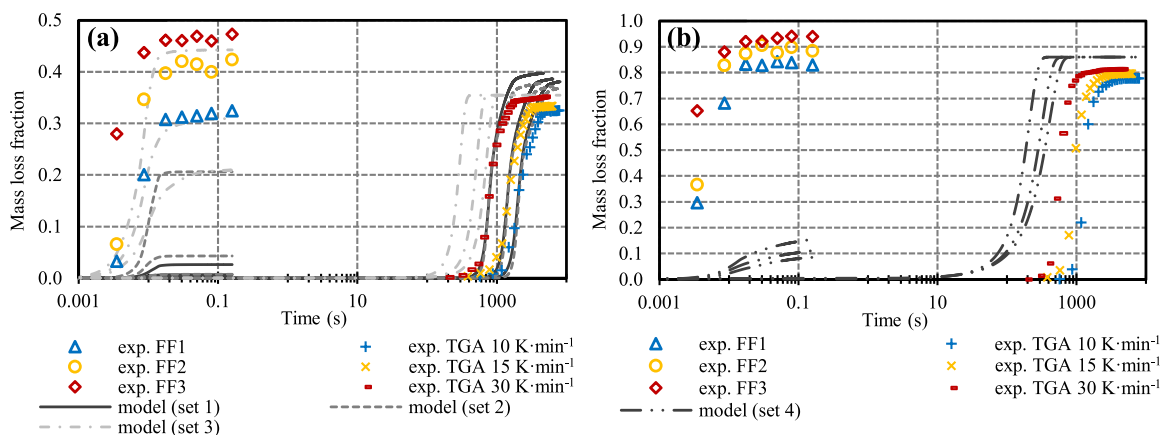 (a)
0.5
0.4
0.3
0.2
0.1
0.0
Mass loss fraction
0.001
0.1
10
1000
Time (s)
exp. FF1
exp. FF2
exp. FF3
model (set 1)
model (set 3)
exp. TGA 10 K·min⁻¹
exp. TGA 15 K·min⁻¹
exp. TGA 30 K·min⁻¹
model (set 2)
(b)
1.0
0.9
0.8
0.7
0.6
0.5
0.4
0.3
0.2
0.1
0.0
Mass loss fraction
0.001
0.1
10
1000
Time (s)
exp. FF1
exp. FF2
exp. FF3
model (set 4)
exp. TGA 10 K·min⁻¹
exp. TGA 15 K·min⁻¹
exp. TGA 30 K·min⁻¹